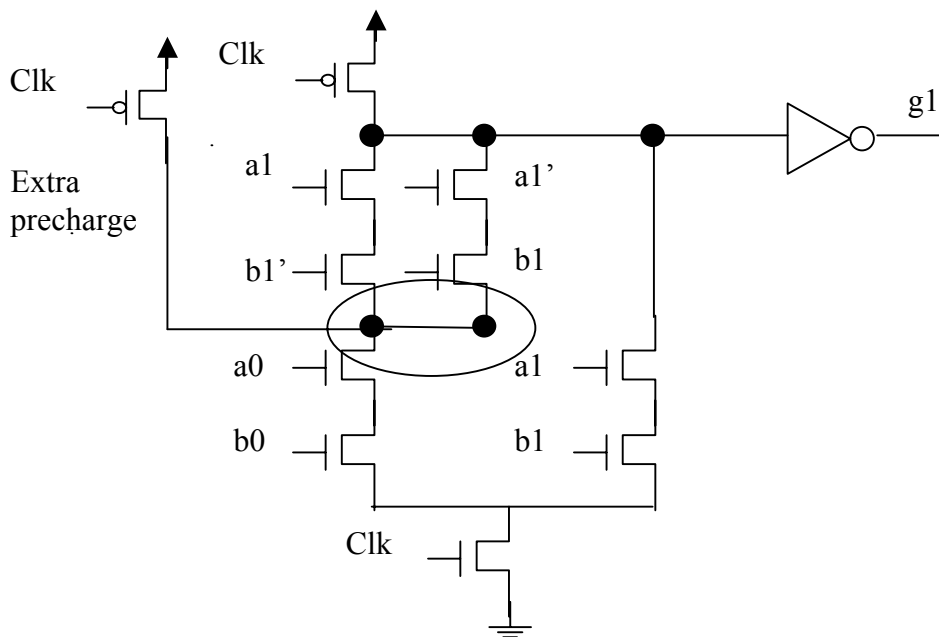 Clk
Clk
g1
Extra
precharge
a1
a1’
b1’
b1
a0
a1
b0
b1
Clk